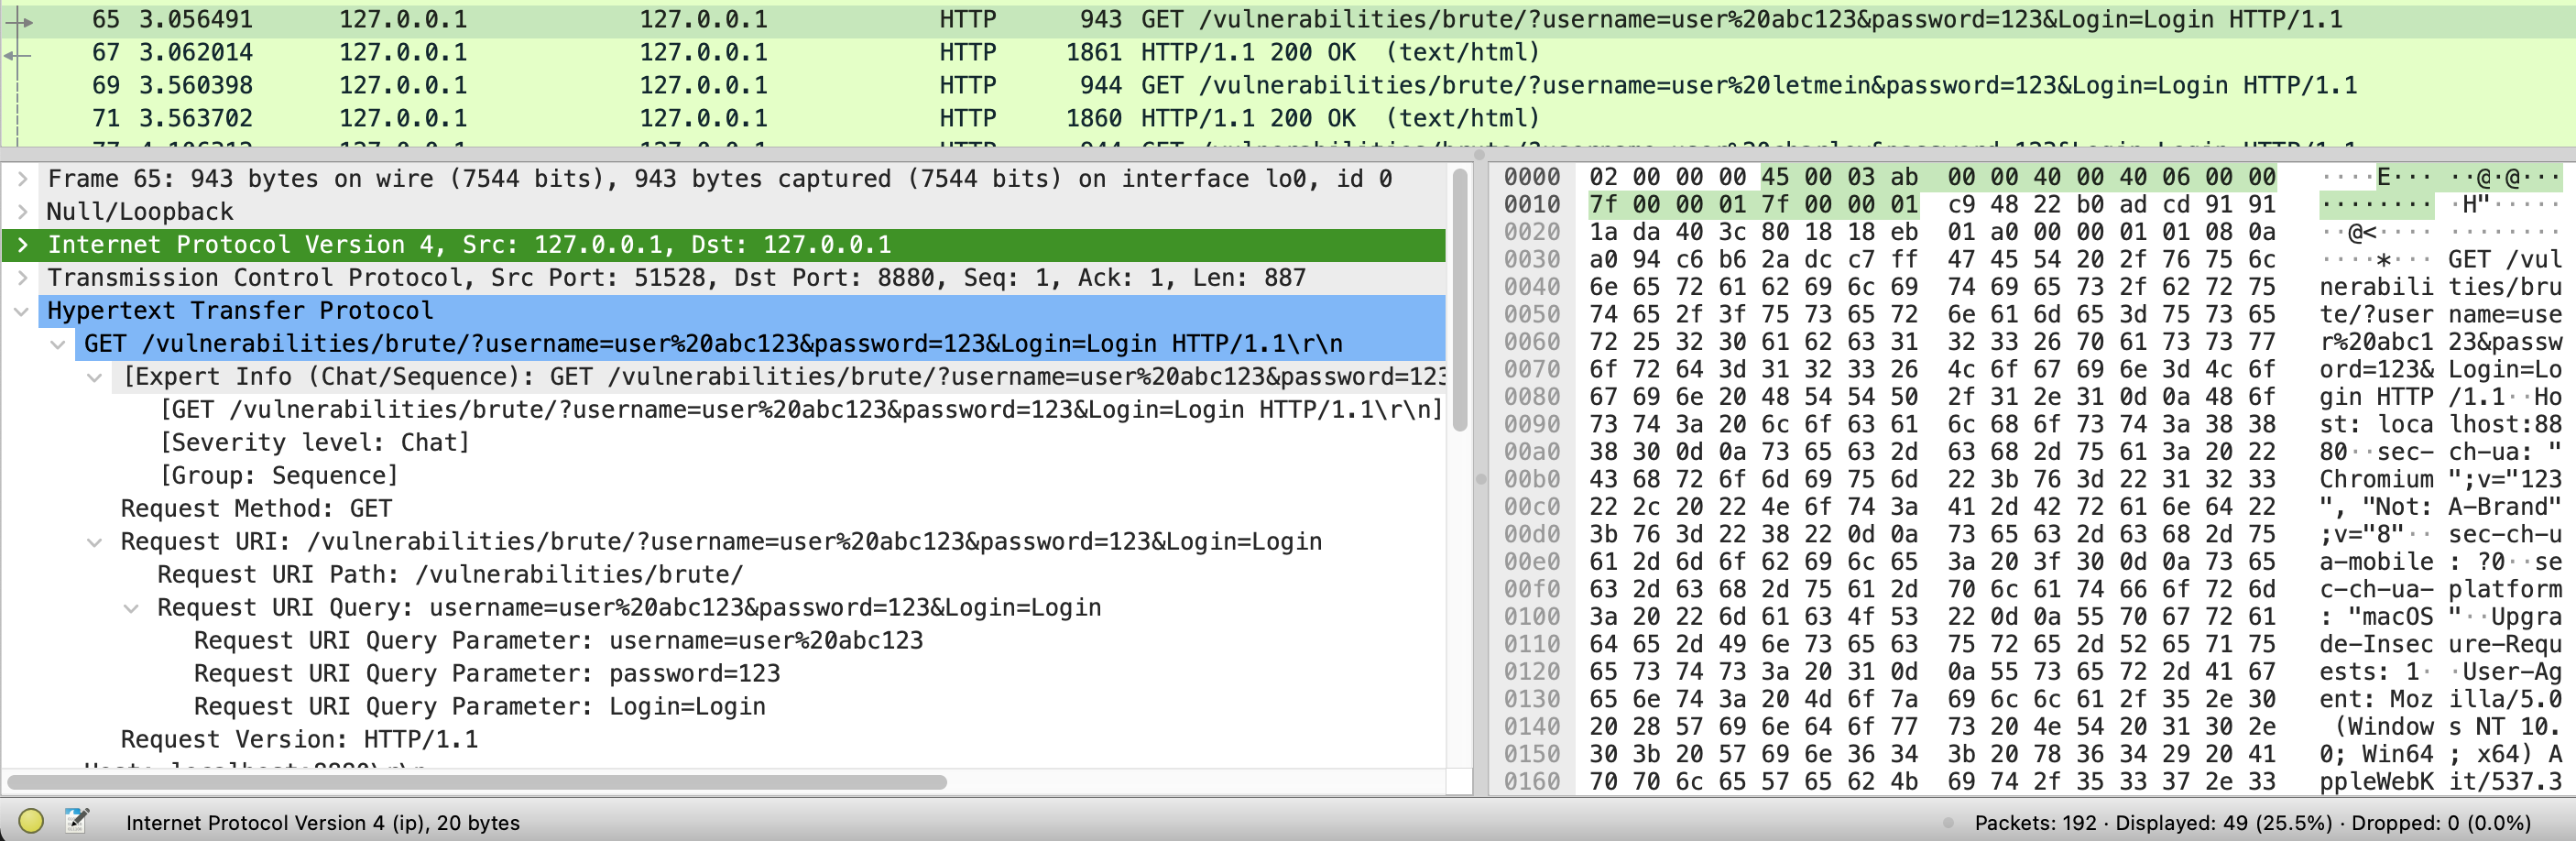 65 3.056491 127.0.0.1 127.0.0.1 HTTP 943 GET /vulnerabilities/brute/?username=user%20abc123&password=123&Login=Login HTTP/1.1
67 3.062014 127.0.0.1 127.0.0.1 HTTP 1861 HTTP/1.1 200 OK (text/html)
69 3.560398 127.0.0.1 127.0.0.1 HTTP 944 GET /vulnerabilities/brute/?username=user%20letmein&password=123&Login=Login HTTP/1.1
71 3.563702 127.0.0.1 127.0.0.1 HTTP 1860 HTTP/1.1 200 OK (text/html)
Frame 65: 943 bytes on wire (7544 bits), 943 bytes captured (7544 bits) on interface lo0, id 0
Null/Loopback
Internet Protocol Version 4, Src: 127.0.0.1, Dst: 127.0.0.1
Transmission Control Protocol, Src Port: 51528, Dst Port: 8880, Seq: 1, Ack: 1, Len: 887
Hypertext Transfer Protocol
GET /vulnerabilities/brute/?username=user%20abc123&password=123&Login=Login HTTP/1.1\r\n
[Expert Info (Chat/Sequence): GET /vulnerabilities/brute/?username=user%20abc123&password=123
[GET /vulnerabilities/brute/?username=user%20abc123&password=123&Login=Login HTTP/1.1\r\n]
[Severity level: Chat]
[Group: Sequence]
Request Method: GET
Request URI: /vulnerabilities/brute/?username=user%20abc123&password=123&Login=Login
Request URI Path: /vulnerabilities/brute/
Request URI Query: username=user%20abc123&password=123&Login=Login
Request URI Query Parameter: username=user%20abc123
Request URI Query Parameter: password=123
Request URI Query Parameter: Login=Login
Request Version: HTTP/1.1
0000 02 00 00 00 45 00 03 ab 00 00 40 00 40 06 00 00 ····E··· ··@·@···
0010 7f 00 00 01 7f 00 00 01 c9 48 22 b0 ad cd 91 91 ········ ·H"·····
0020 1a da 40 3c 80 18 18 eb 01 a0 00 00 01 01 08 0a ··@<···· ········
0030 a0 94 c6 b6 2a dc c7 ff 47 45 54 20 2f 76 75 6c ····*··· GET /vul
0040 6e 65 72 61 62 69 6c 69 74 69 65 73 2f 62 72 75 nerabili ties/bru
0050 74 65 2f 3f 75 73 65 72 6e 61 6d 65 3d 75 73 65 te/?user name=use
0060 72 25 32 30 61 62 63 31 32 33 26 70 61 73 73 77 r%20abc1 23&passw
0070 6f 72 64 3d 31 32 33 26 4c 6f 67 69 6e 3d 4c 6f ord=123& Login=Lo
0080 67 69 6e 20 48 54 54 50 2f 31 2e 31 0d 0a 48 6f gin HTTP /1.1··Ho
0090 73 74 3a 20 6c 6f 63 61 6c 68 6f 73 74 3a 38 38 st: loca lhost:88
00a0 38 30 0d 0a 73 65 63 2d 63 68 2d 75 61 3a 20 22 80··sec- ch-ua: "
00b0 43 68 72 6f 6d 69 75 6d 22 3b 76 3d 22 31 32 33 Chromium ";v="123
00c0 22 2c 20 22 4e 6f 74 3a 41 2d 42 72 61 6e 64 22 ", "Not: A-Brand"
00d0 3b 76 3d 22 38 22 0d 0a 73 65 63 2d 63 68 2d 75 ;v="8"·· sec-ch-u
00e0 61 2d 6d 6f 62 69 6c 65 3a 20 3f 30 0d 0a 73 65 a-mobile : ?0··se
00f0 63 2d 63 68 2d 75 61 2d 70 6c 61 74 66 6f 72 6d c-ch-ua- platform
0100 3a 20 22 6d 61 63 4f 53 22 0d 0a 55 70 67 72 61 : "macOS "··Upgra
0110 64 65 2d 49 6e 73 65 63 75 72 65 2d 52 65 71 75 de-Insec ure-Requ
0120 65 73 74 73 3a 20 31 0d 0a 55 73 65 72 2d 41 67 ests: 1· ·User-Ag
0130 65 6e 74 3a 20 4d 6f 7a 69 6c 6c 61 2f 35 2e 30 ent: Moz illa/5.0
0140 20 28 57 69 6e 64 6f 77 73 20 4e 54 20 31 30 2e (Window s NT 10.
0150 30 3b 20 57 69 6e 36 34 3b 20 78 36 34 29 20 41 0; Win64 ; x64) A
0160 70 70 6c 65 57 65 62 4b 69 74 2f 35 33 37 2e 33 ppleWebK it/537.3
Internet Protocol Version 4 (ip), 20 bytes
Packets: 192 · Displayed: 49 (25.5%) · Dropped: 0 (0.0%)